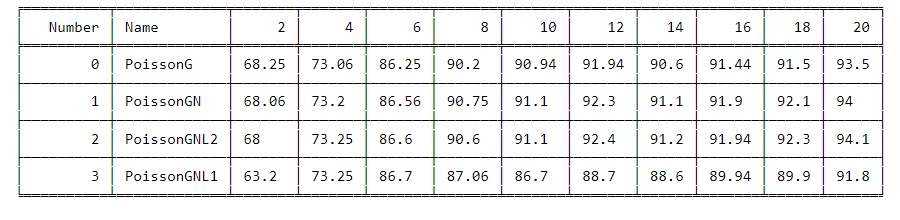 Number Name 2 4 6 8 10 12 14 16 18 20
0 PoissonG 68.25 73.06 86.25 90.2 90.94 91.94 90.6 91.44 91.5 93.5
1 PoissonGN 68.06 73.2 86.56 90.75 91.1 92.3 91.1 91.9 92.1 94
2 PoissonGNL2 68 73.25 86.6 90.6 91.1 92.4 91.2 91.94 92.3 94.1
3 PoissonGNL1 63.2 73.25 86.7 87.06 86.7 88.7 88.6 89.94 89.9 91.8